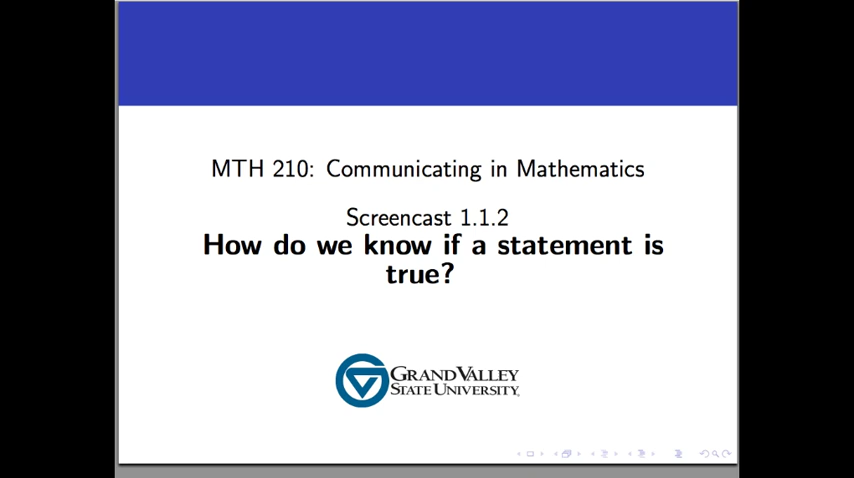 MTH 210: Communicating in Mathematics
Screencast 1.1.2
How do we know if a statement is
true?
GRAND VALLEY
STATE UNIVERSITY